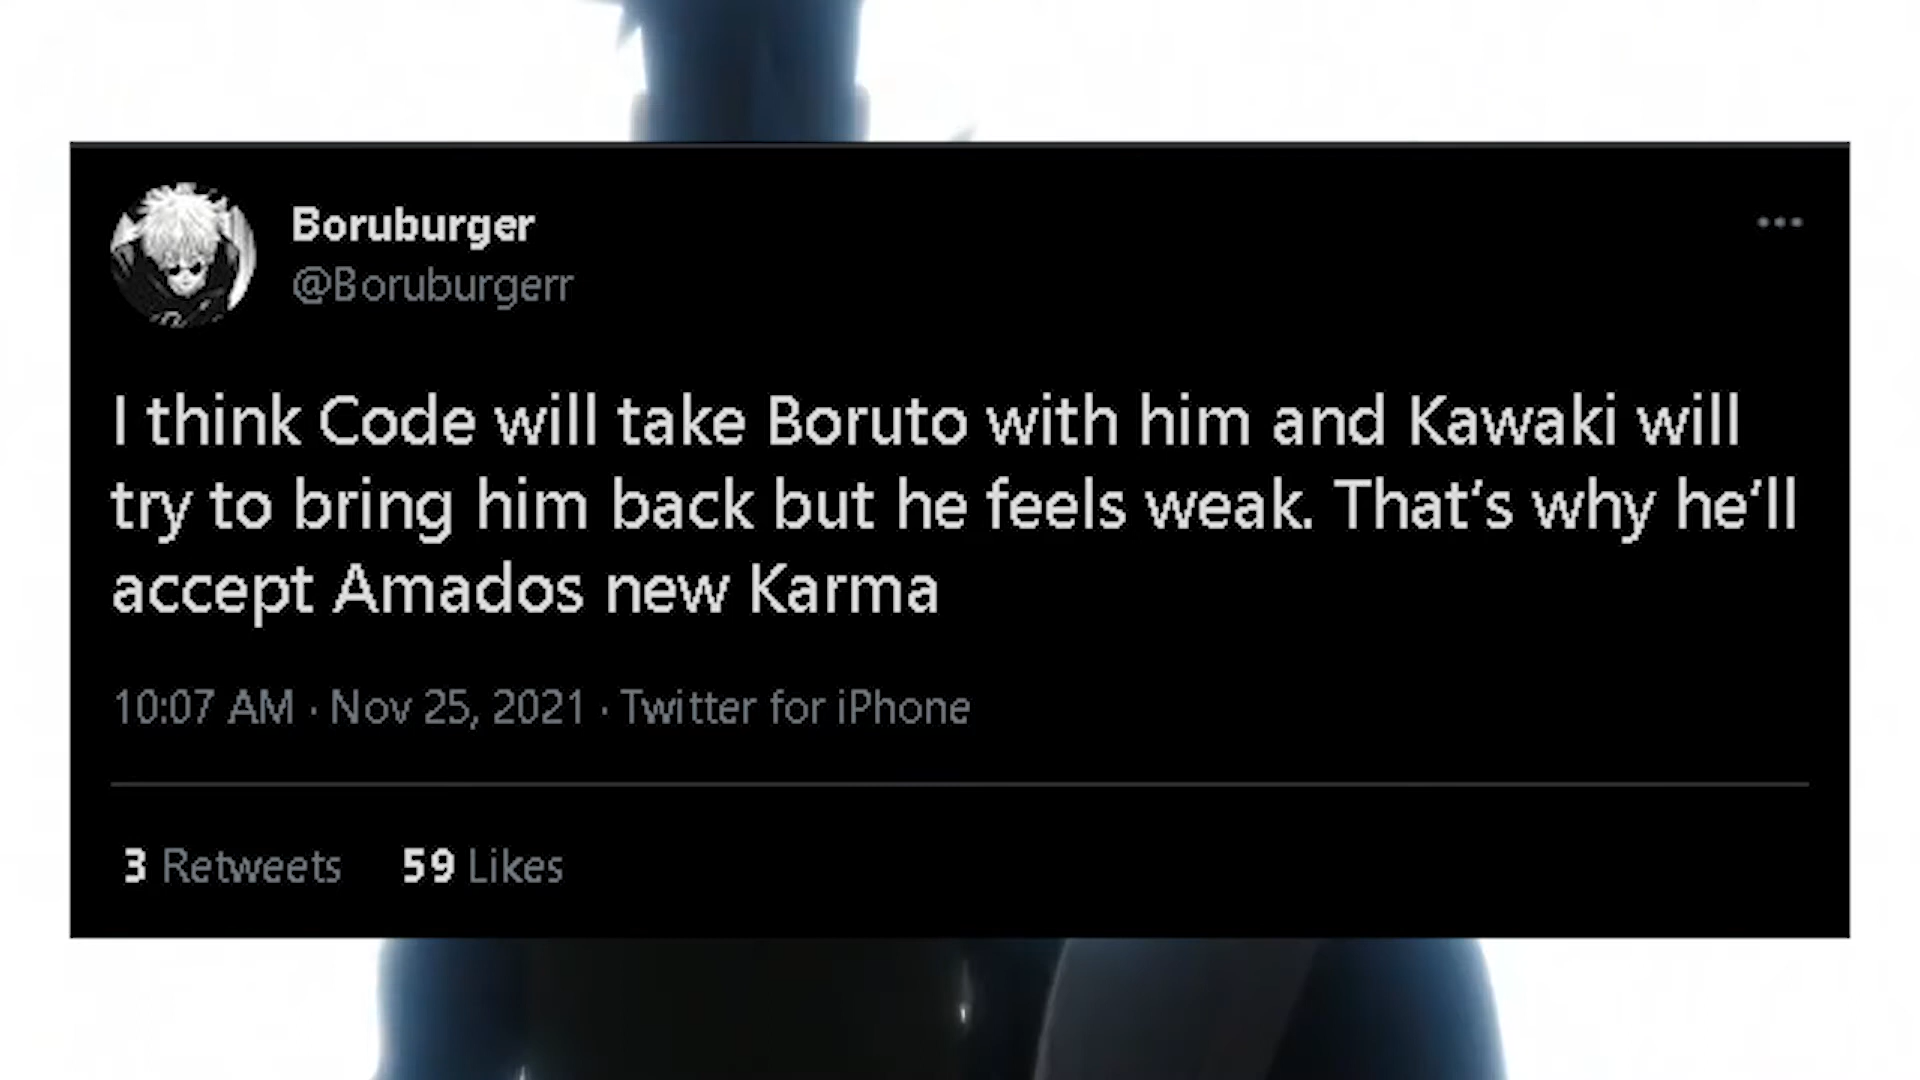 Boruburger
@Boruburgerr
I think Code will take Boruto with him and Kawaki will
try to bring him back but he feels weak. That's why he'll
accept Amados new Karma
10:07 AM · Nov 25, 2021 · Twitter for iPhone
3 Retweets 59 Likes